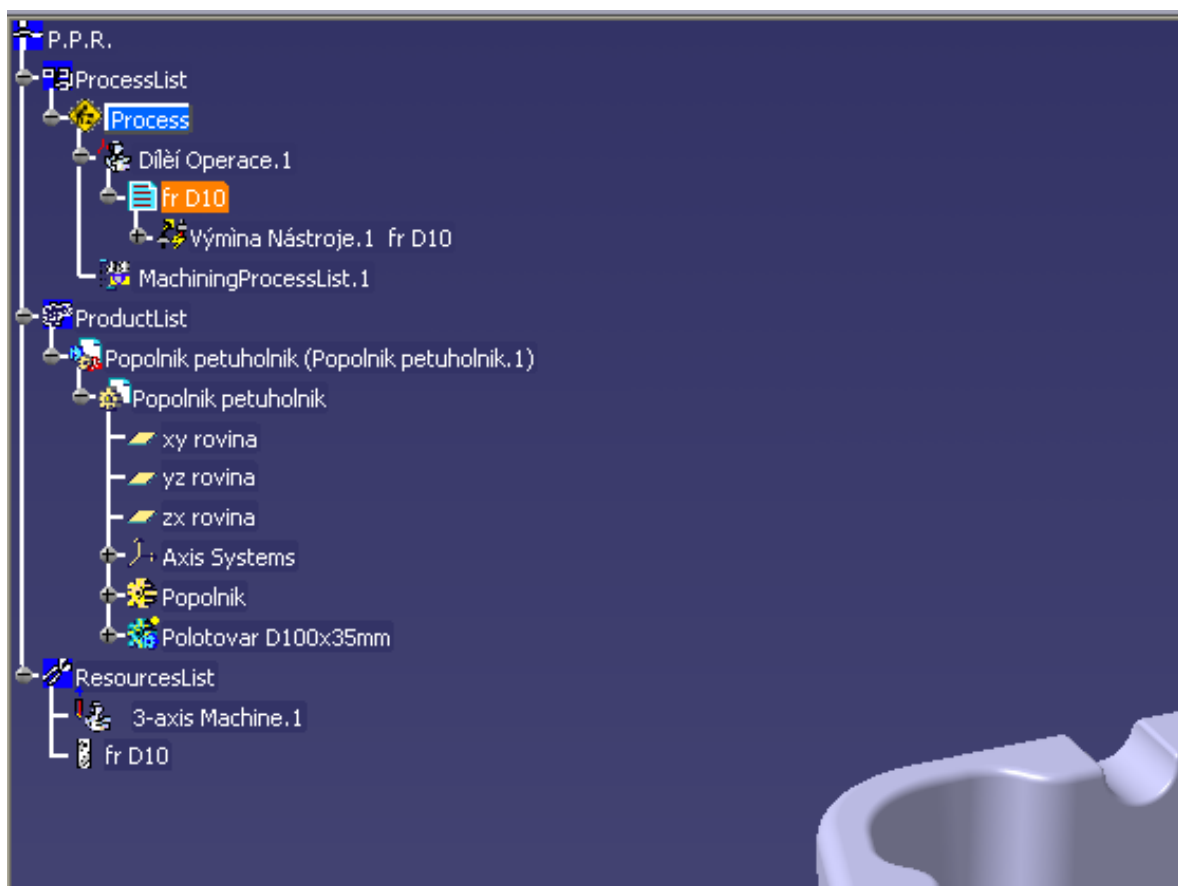 P.P.R.
ProcessList
Process
Dílèí Operace.1
fr D10
Výmìna Nástroje.1 fr D10
MachiningProcessList.1
ProductList
Popolnik petuholnik (Popolnik petuholnik.1)
Popolnik petuholnik
xy rovina
yz rovina
zx rovina
Axis Systems
Popolnik
Polotovar D100x35mm
ResourcesList
3-axis Machine.1
fr D10